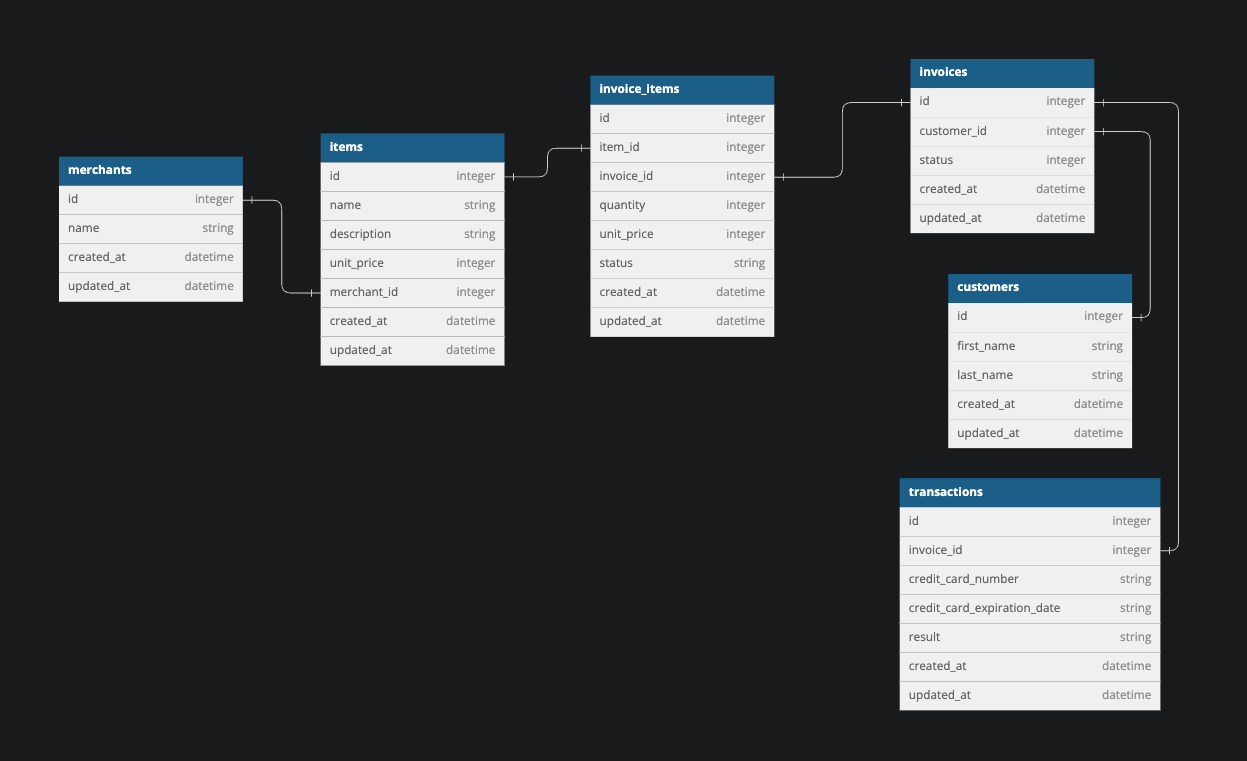 merchants
id integer
name string
created_at datetime
updated_at datetime
items
id integer
name string
description string
unit_price integer
merchant_id integer
created_at datetime
updated_at datetime
invoice_items
id integer
item_id integer
invoice_id integer
quantity integer
unit_price integer
status string
created_at datetime
updated_at datetime
invoices
id integer
customer_id integer
status integer
created_at datetime
updated_at datetime
customers
id integer
first_name string
last_name string
created_at datetime
updated_at datetime
transactions
id integer
invoice_id integer
credit_card_number string
credit_card_expiration_date string
result string
created_at datetime
updated_at datetime